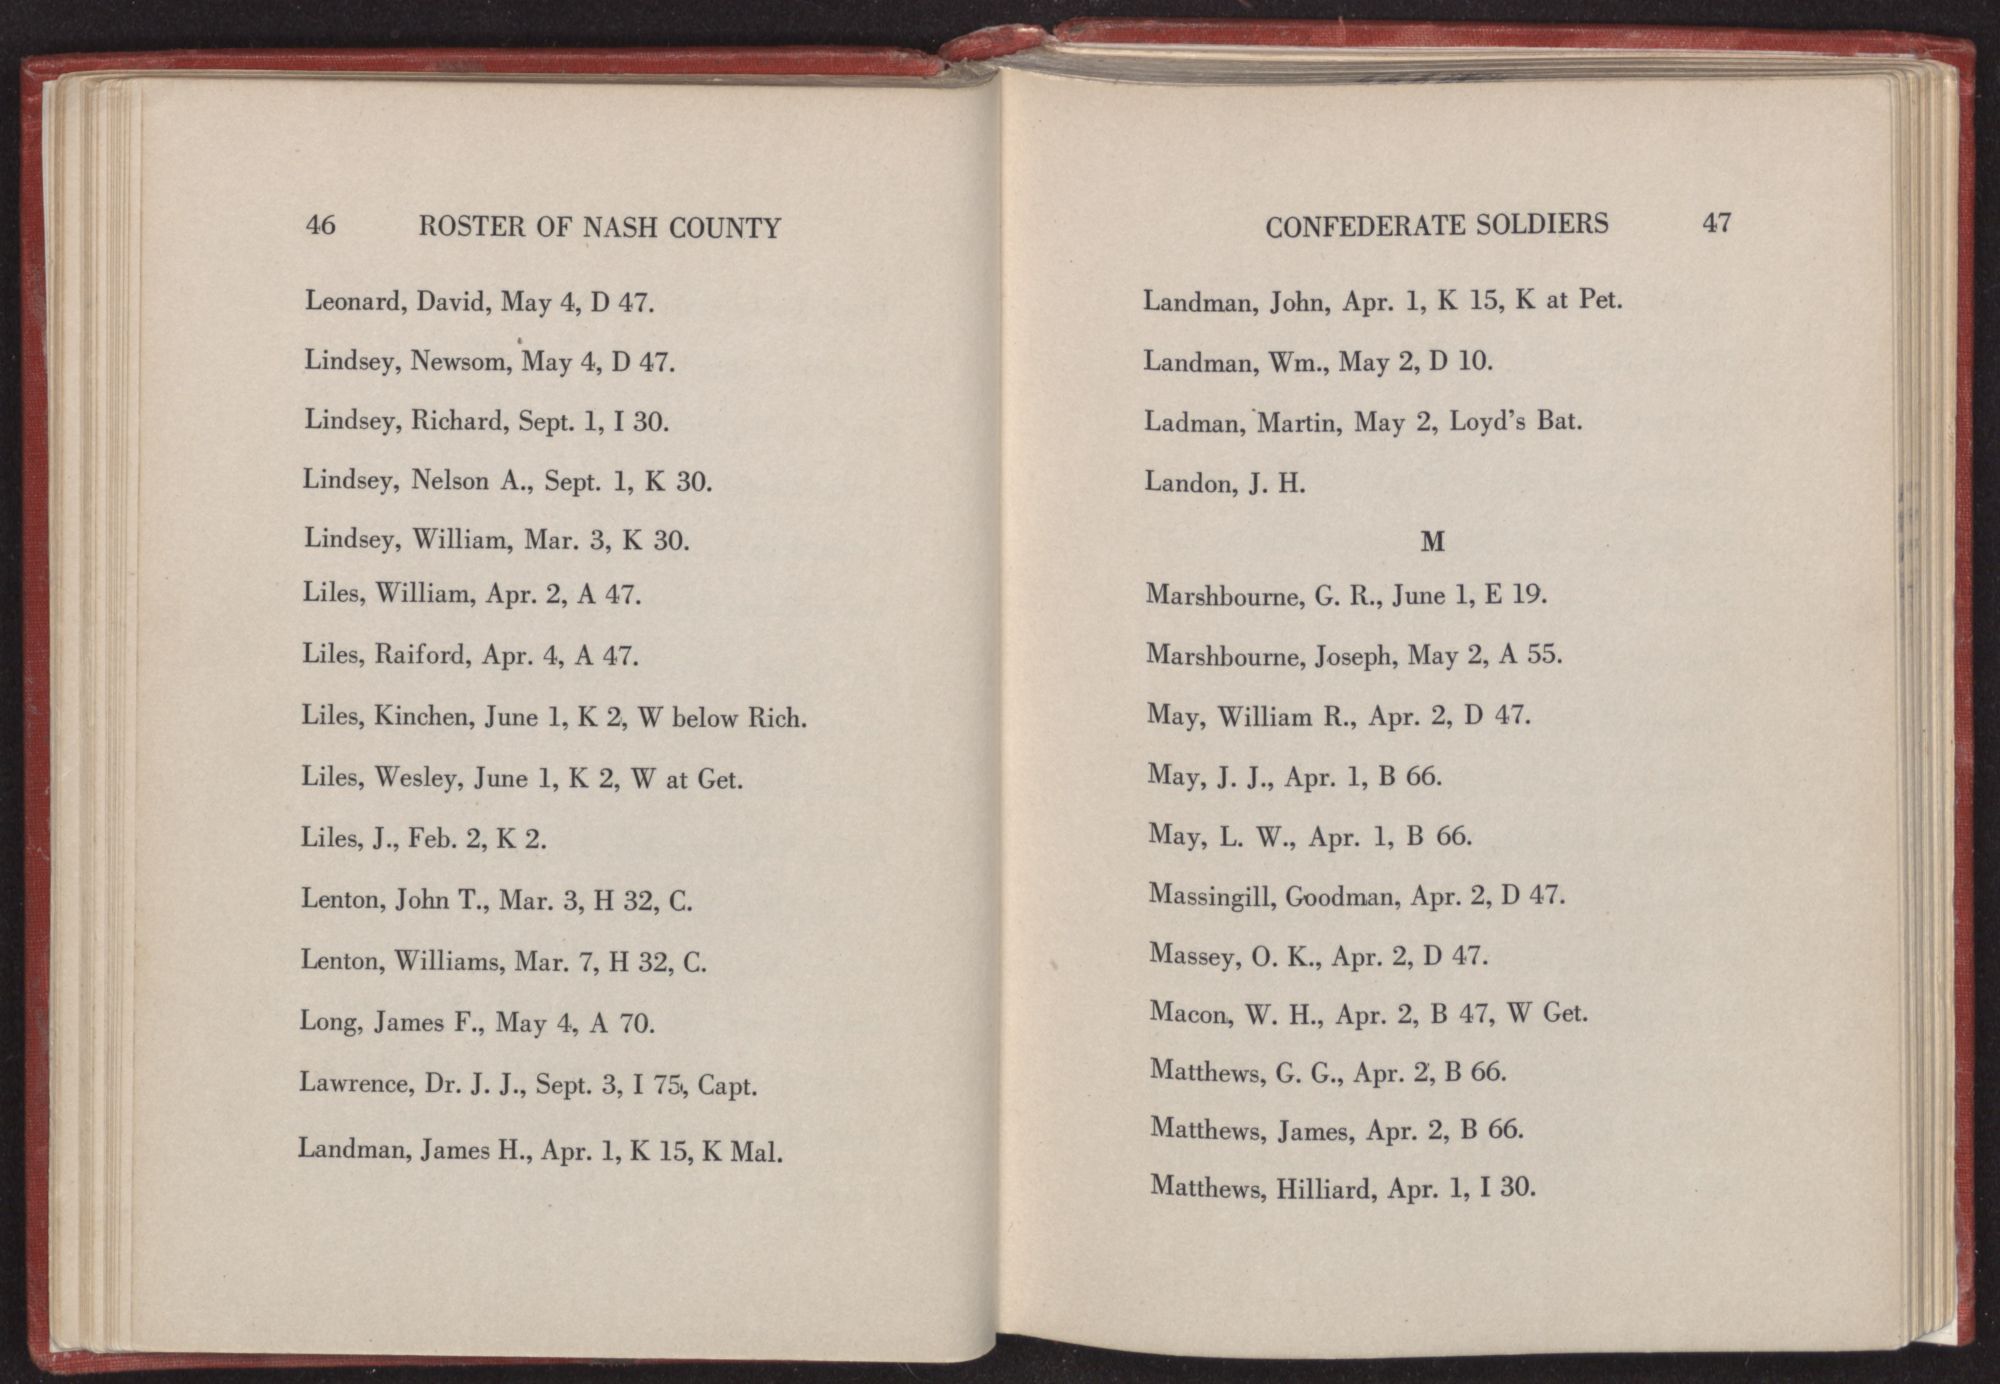 46 ROSTER OF NASH COUNTY
Leonard, David, May 4, D 47.
Lindsey, Newsom, May 4, D 47.
Lindsey, Richard, Sept. 1, I 30.
Lindsey, Nelson A., Sept. 1, K 30.
Lindsey, William, Mar. 3, K 30.
Liles, William, Apr. 2, A 47.
Liles, Raiford, Apr. 4, A 47.
Liles, Kinchen, June 1, K 2, W below Rich.
Liles, Wesley, June 1, K 2, W at Get.
Liles, J., Feb. 2, K 2.
Lenton, John T., Mar. 3, H 32, C.
Lenton, Williams, Mar. 7, H 32, C.
Long, James F., May 4, A 70.
Lawrence, Dr. J. J., Sept. 3, I 75, Capt.
Landman, James H., Apr. 1, K 15, K Mal.
CONFEDERATE SOLDIERS 47
Landman, John, Apr. 1, K 15, K at Pet.
Landman, Wm., May 2, D 10.
Ladman, Martin, May 2, Loyd's Bat.
Landon, J. H.
M
Marshbourne, G. R., June 1, E 19.
Marshbourne, Joseph, May 2, A 55.
May, William R., Apr. 2, D 47.
May, J. J., Apr. 1, B 66.
May, L. W., Apr. 1, B 66.
Massingill, Goodman, Apr. 2, D 47.
Massey, O. K., Apr. 2, D 47.
Macon, W. H., Apr. 2, B 47, W Get.
Matthews, G. G., Apr. 2, B 66.
Matthews, James, Apr. 2, B 66.
Matthews, Hilliard, Apr. 1, I 30.